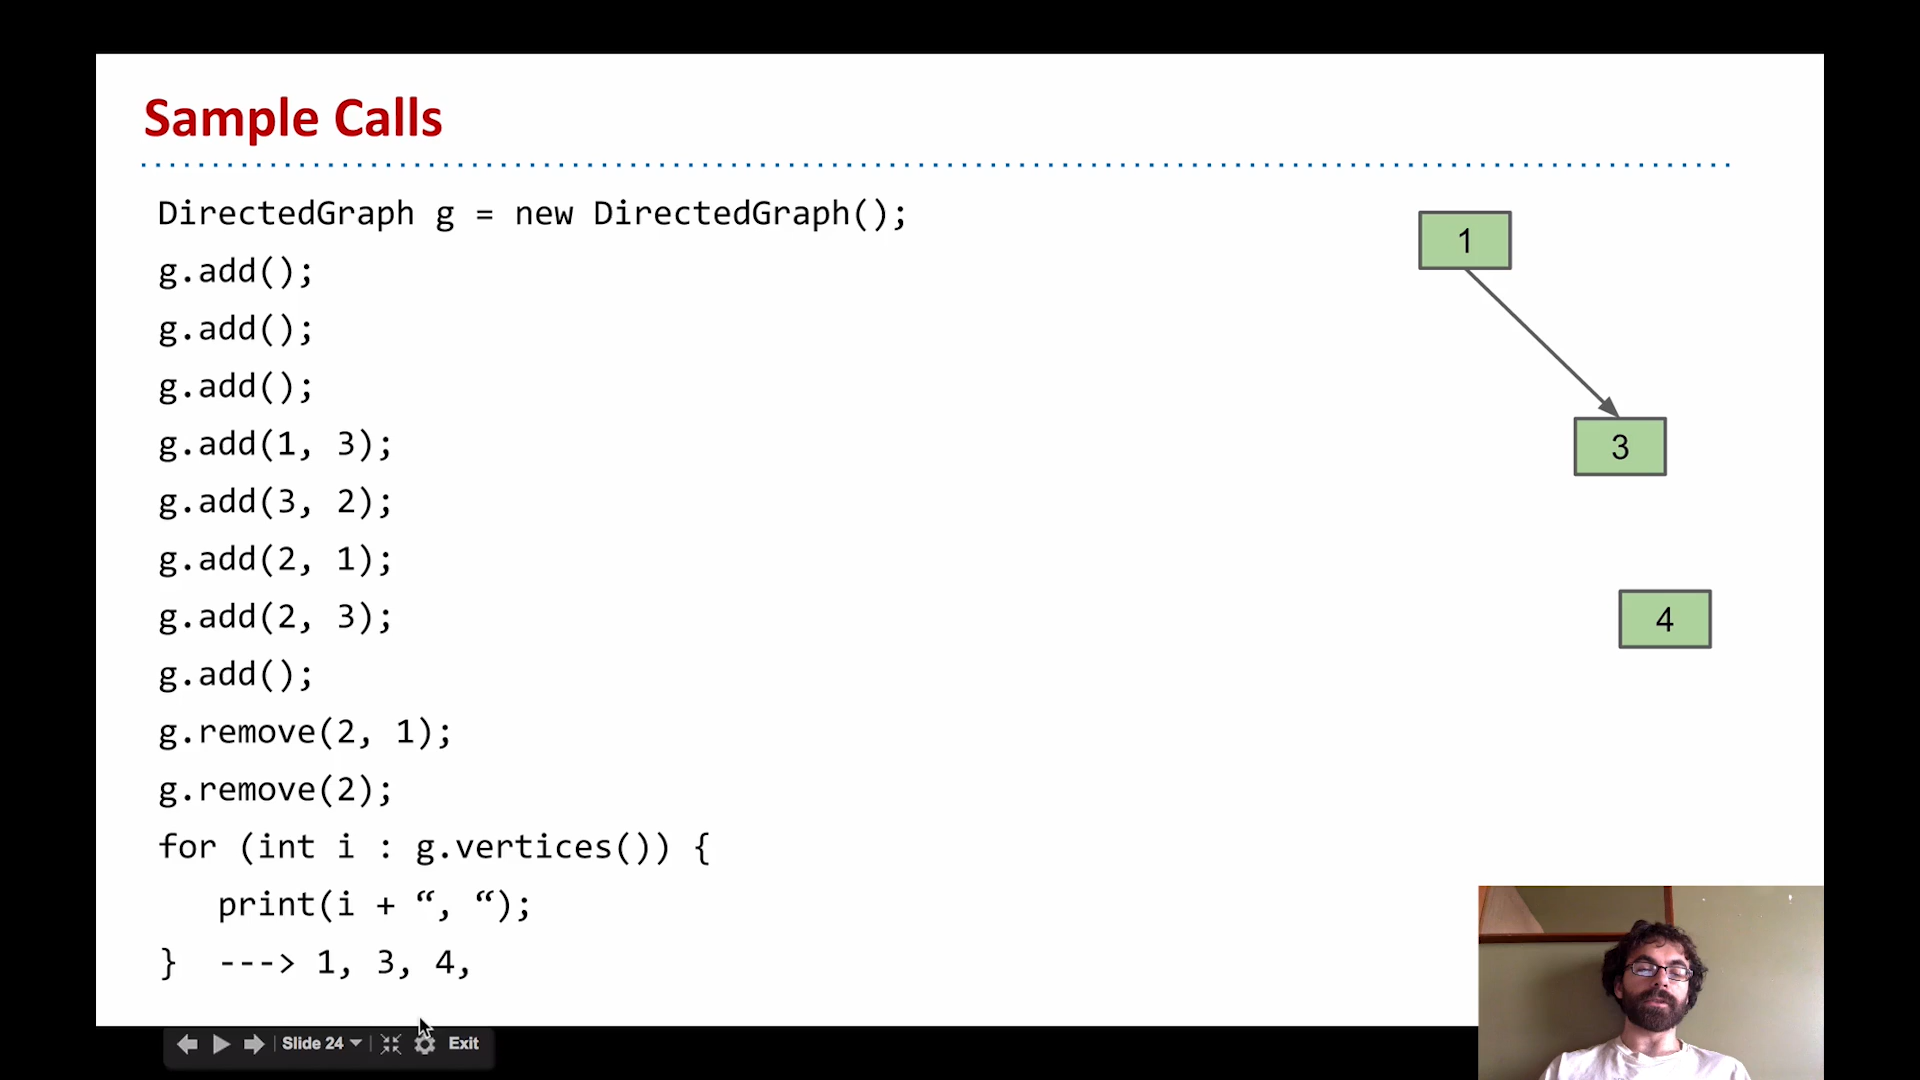 Sample Calls
DirectedGraph g = new DirectedGraph();
g.add();
g.add();
g.add();
g.add(1, 3);
g.add(3, 2);
g.add(2, 1);
g.add(2, 3);
g.add();
g.remove(2, 1);
g.remove(2);
for (int i : g.vertices()) {
print(i + “, “);
} ---> 1, 3, 4,
1
3
4
Slide 24
Exit